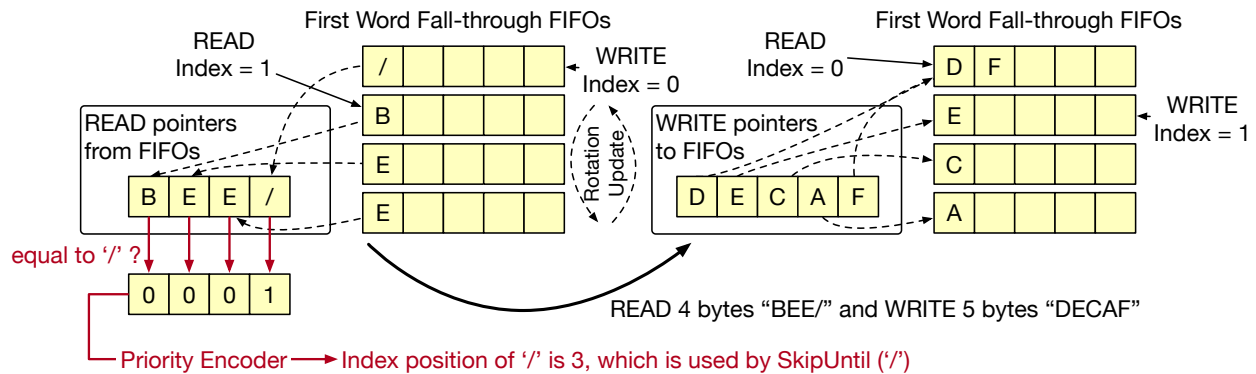 First Word Fall-through FIFOs
READ
Index = 1
/
B
E
E
WRITE
Index = 0
Rotation
Update
READ pointers
from FIFOs
B E E /
equal to ‘/’ ?
0 0 0 1
Priority Encoder
Index position of ‘/’ is 3, which is used by SkipUntil (‘/’)
First Word Fall-through FIFOs
READ
Index = 0
D F
E
C
A
WRITE
Index = 1
WRITE pointers
to FIFOs
D E C A F
READ 4 bytes “BEE/” and WRITE 5 bytes “DECAF”